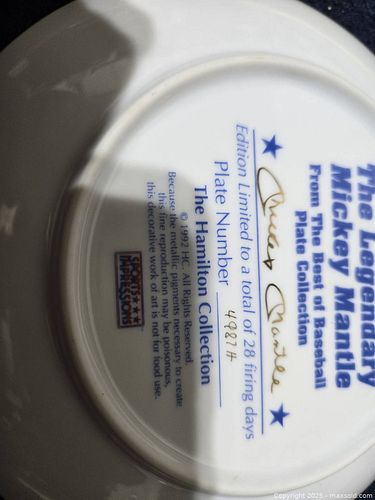 The Legendary
Mickey Mantle
From The Best of Baseball
Plate Collection
Mickey Mantle
Edition Limited to a total of 28 firing days
Plate Number 4987H
The Hamilton Collection
© 1992 HC. All Rights Reserved.
Because the metallic pigments necessary to create
this fine reproduction may be poisonous,
this decorative work of art is not for food use.
SPORTS
IMPRESSIONS
Copyright 2025 - maxsold.com